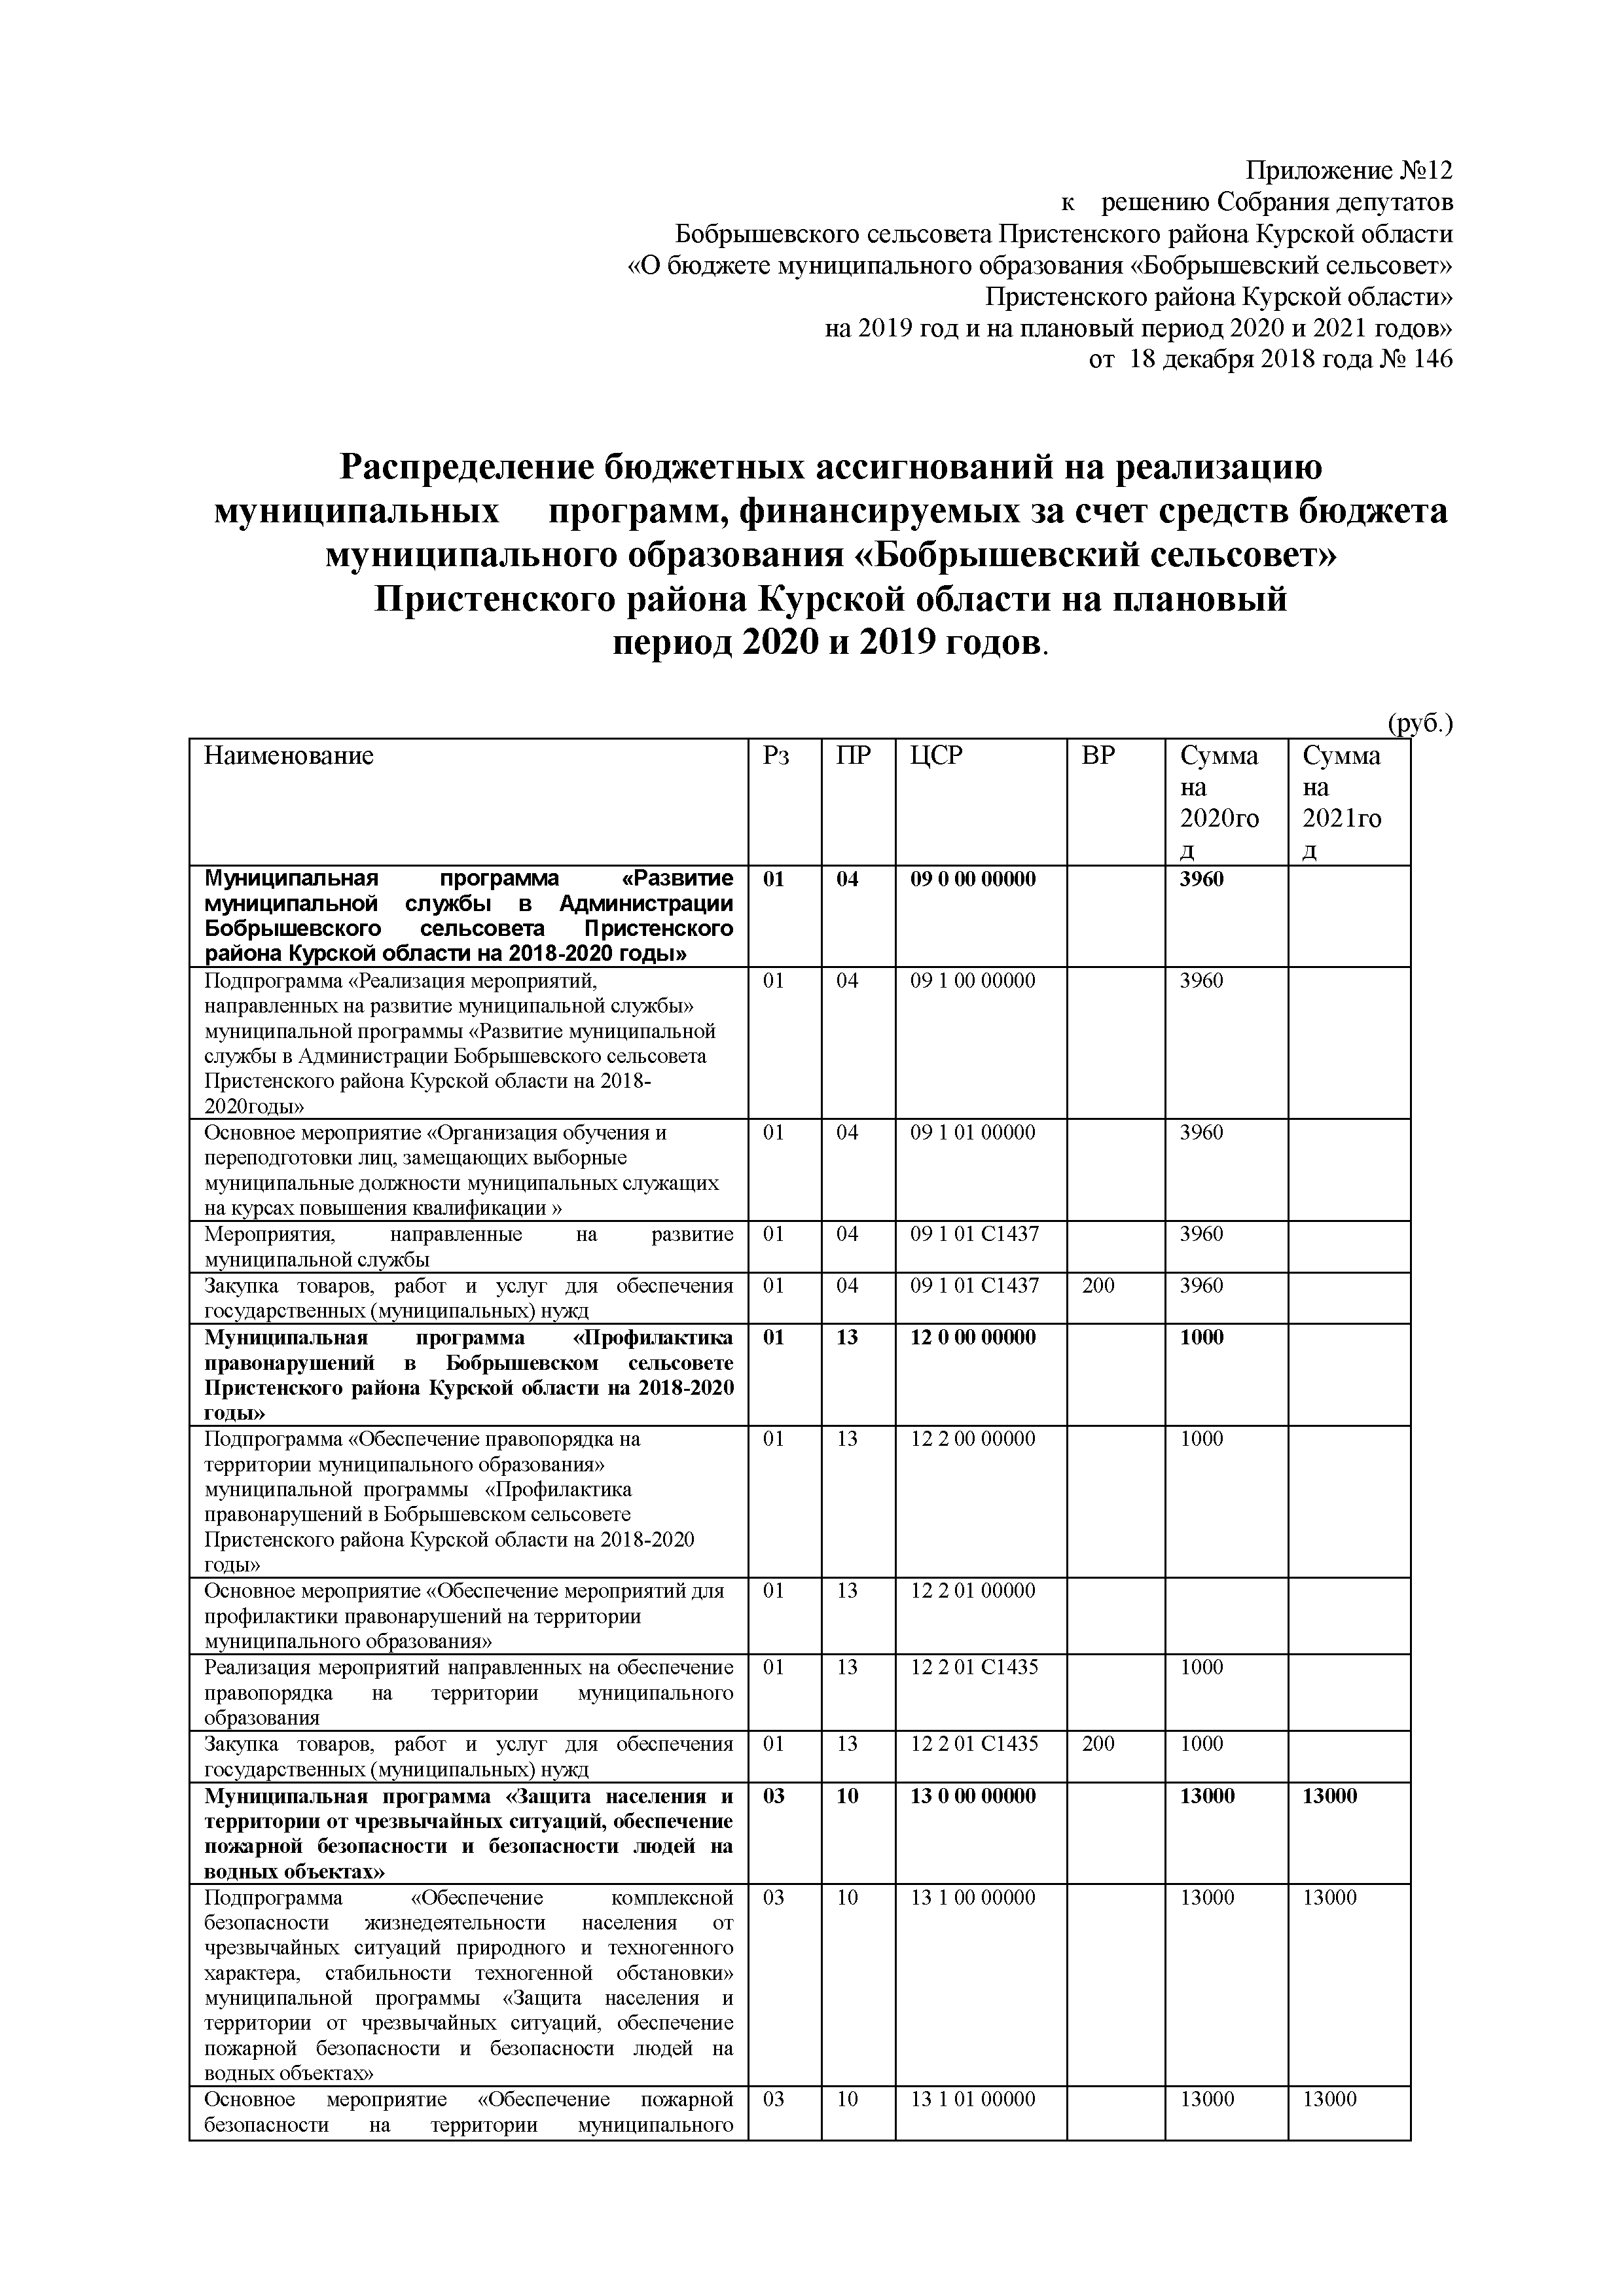 Приложение №12
к решению Собрания депутатов
Бобрышевского сельсовета Пристенского района Курской области
«О бюджете муниципального образования «Бобрышевский сельсовет»
Пристенского района Курской области»
на 2019 год и на плановый период 2020 и 2021 годов»
от 18 декабря 2018 года № 146
Распределение бюджетных ассигнований на реализацию
муниципальных программ, финансируемых за счет средств бюджета
муниципального образования «Бобрышевский сельсовет»
Пристенского района Курской области на плановый
период 2020 и 2019 годов.
(руб.)
Наименование Рз ПР ЦСР ВР Сумма Сумма
на на
2020го 2021го
д д
Муниципальная программа «Развитие 01 04 09 0 00 00000 3960
муниципальной службы в Администрации
Бобрышевского сельсовета Пристенского
района Курской области на 2018-2020 годы»
Подпрограмма «Реализация мероприятий, 01 04 09 1 00 00000 3960
направленных на развитие муниципальной службы»
муниципальной программы «Развитие муниципальной
службы в Администрации Бобрышевского сельсовета
Пристенского района Курской области на 2018-
2020годы»
Основное мероприятие «Организация обучения и 01 04 09 1 01 00000 3960
переподготовки лиц, замещающих выборные
муниципальные должности муниципальных служащих
на курсах повышения квалификации »
Мероприятия, направленные на развитие 01 04 09 1 01 С1437 3960
муниципальной службы
Закупка товаров, работ и услуг для обеспечения 01 04 09 1 01 С1437 200 3960
государственных (муниципальных) нужд
Муниципальная программа «Профилактика 01 13 12 0 00 00000 1000
правонарушений в Бобрышевском сельсовете
Пристенского района Курской области на 2018-2020
годы»
Подпрограмма «Обеспечение правопорядка на 01 13 12 2 00 00000 1000
территории муниципального образования»
муниципальной программы «Профилактика
правонарушений в Бобрышевском сельсовете
Пристенского района Курской области на 2018-2020
годы»
Основное мероприятие «Обеспечение мероприятий для 01 13 12 2 01 00000
профилактики правонарушений на территории
муниципального образования»
Реализация мероприятий направленных на обеспечение 01 13 12 2 01 С1435 1000
правопорядка на территории муниципального
образования
Закупка товаров, работ и услуг для обеспечения 01 13 12 2 01 С1435 200 1000
государственных (муниципальных) нужд
Муниципальная программа «Защита населения и 03 10 13 0 00 00000 13000 13000
территории от чрезвычайных ситуаций, обеспечение
пожарной безопасности и безопасности людей на
водных объектах»
Подпрограмма «Обеспечение комплексной 03 10 13 1 00 00000 13000 13000
безопасности жизнедеятельности населения от
чрезвычайных ситуаций природного и техногенного
характера, стабильности техногенной обстановки»
муниципальной программы «Защита населения и
территории от чрезвычайных ситуаций, обеспечение
пожарной безопасности и безопасности людей на
водных объектах»
Основное мероприятие «Обеспечение пожарной 03 10 13 1 01 00000 13000 13000
безопасности на территории муниципального